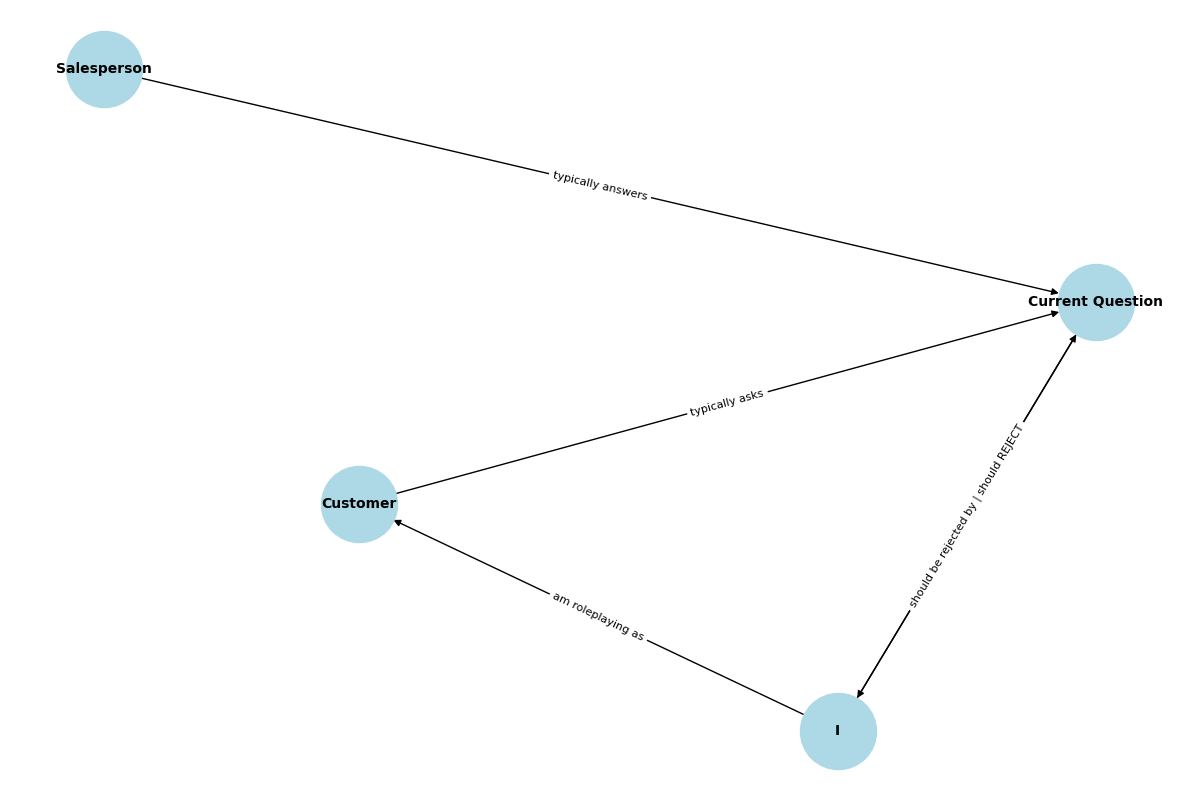 Salesperson
typically answers
Current Question
typically asks
should be rejected by | should REJECT
Customer
am roleplaying as
I